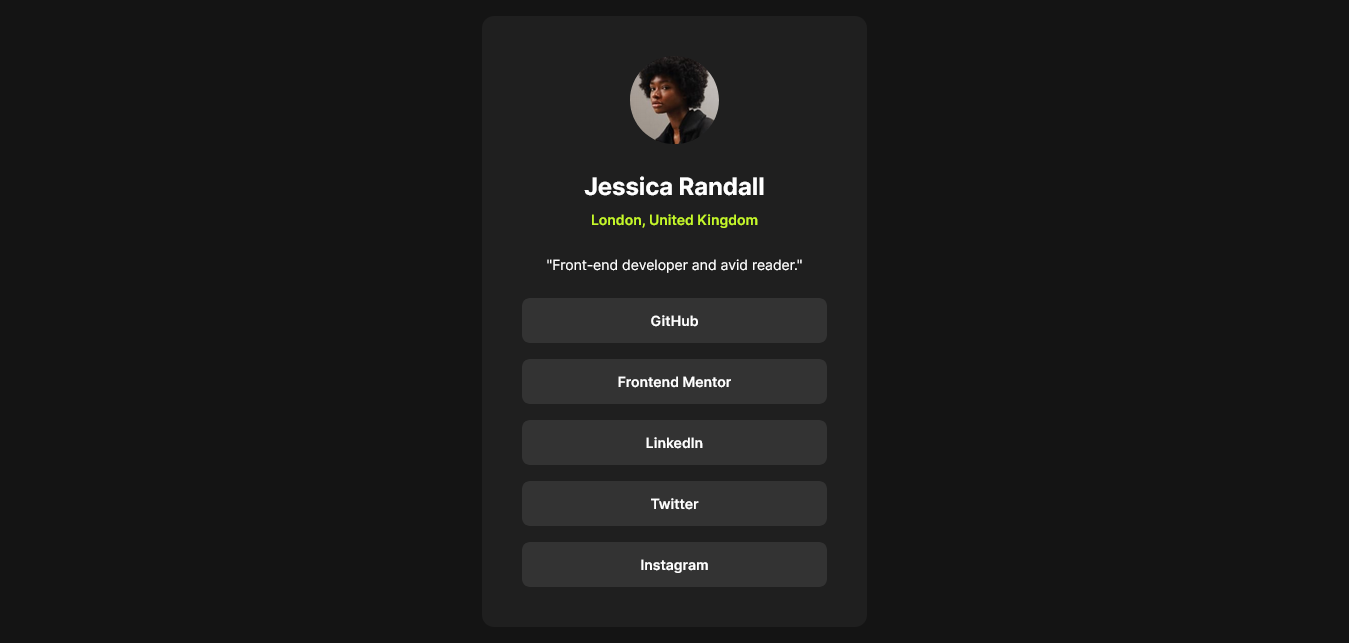 Jessica Randall
London, United Kingdom
"Front-end developer and avid reader."
GitHub
Frontend Mentor
LinkedIn
Twitter
Instagram